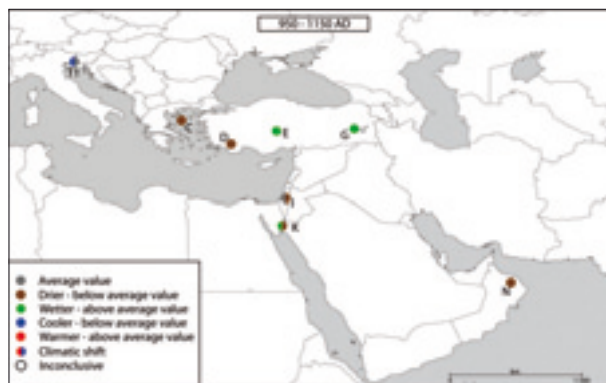 950 - 1150 AD
C
D
E
G
J
K
N
Average value
Drier - below average value
Wetter - above average value
Cooler - below average value
Warmer - above average value
Climatic shift
Inconclusive